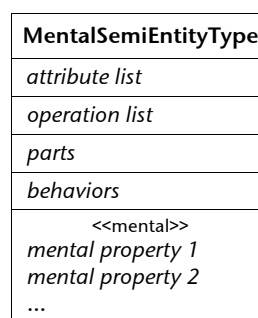 MentalSemiEntityType
attribute list
operation list
parts
behaviors
<<mental>>
mental property 1
mental property 2
...